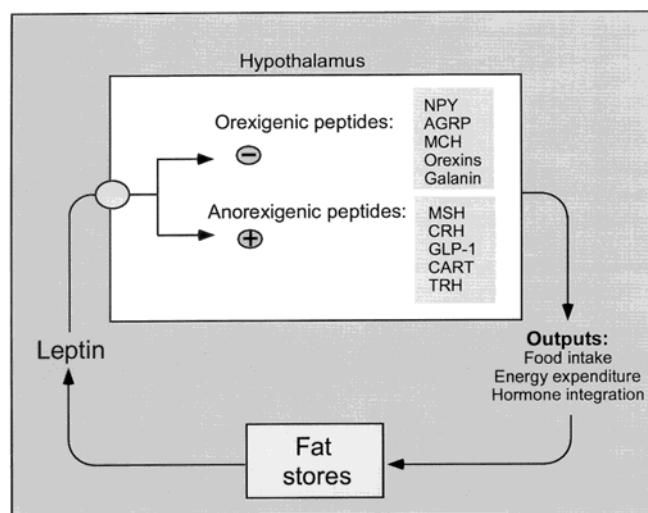 Hypothalamus
Orexigenic peptides:
NPY
AGRP
MCH
Orexins
Galanin
−
Anorexigenic peptides:
MSH
CRH
GLP-1
CART
TRH
+
Leptin
Outputs:
Food intake
Energy expenditure
Hormone integration
Fat
stores